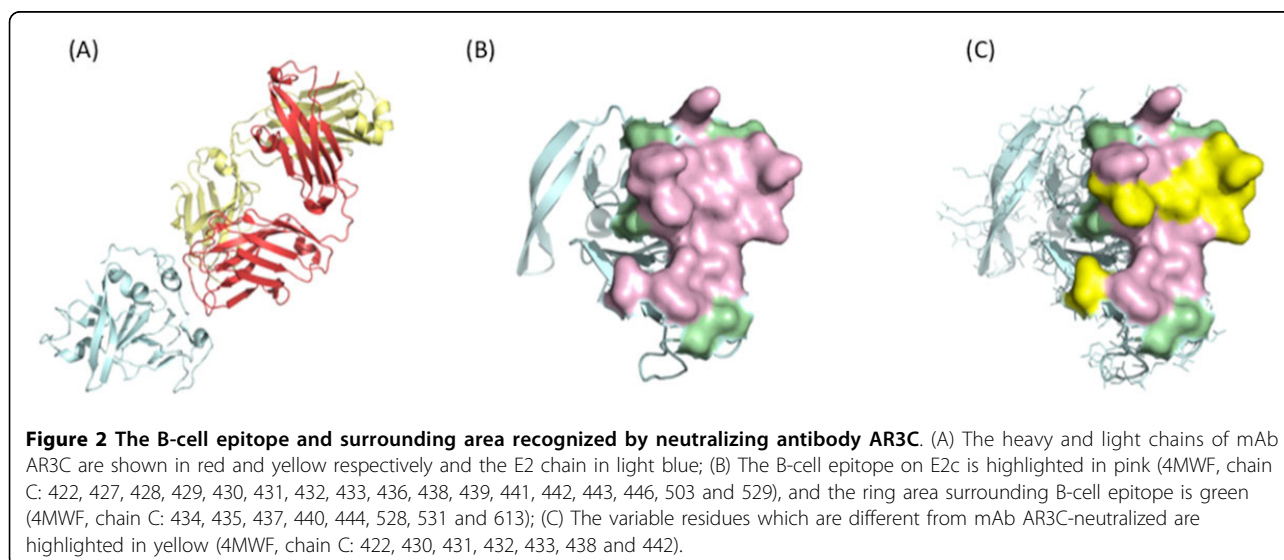 (A)
(B)
(C)
Figure 2 The B-cell epitope and surrounding area recognized by neutralizing antibody AR3C. (A) The heavy and light chains of mAb
AR3C are shown in red and yellow respectively and the E2 chain in light blue; (B) The B-cell epitope on E2c is highlighted in pink (4MWF, chain
C: 422, 427, 428, 429, 430, 431, 432, 433, 436, 438, 439, 441, 442, 443, 446, 503 and 529), and the ring area surrounding B-cell epitope is green
(4MWF, chain C: 434, 435, 437, 440, 444, 528, 531 and 613); (C) The variable residues which are different from mAb AR3C-neutralized are
highlighted in yellow (4MWF, chain C: 422, 430, 431, 432, 433, 438 and 442).